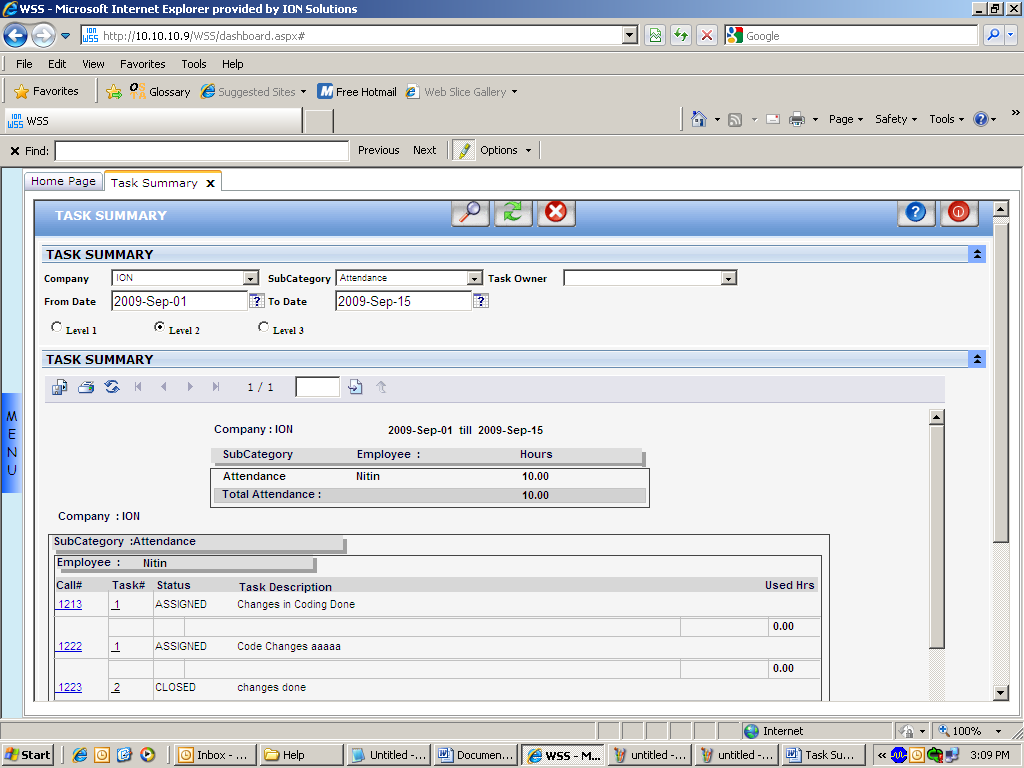 WSS - Microsoft Internet Explorer provided by ION Solutions
ION WSS http://10.10.10.9/WSS/dashboard.aspx# Google
File Edit View Favorites Tools Help
Favorites Glossary Suggested Sites Free Hotmail Web Slice Gallery
ION WSS WSS Page Safety Tools »
x Find: Previous Next Options
Home Page Task Summary x
TASK SUMMARY
TASK SUMMARY
Company ION SubCategory Attendance Task Owner
From Date 2009-Sep-01 To Date 2009-Sep-15
Level 1 Level 2 Level 3
TASK SUMMARY
1 / 1
MENU
Company : ION 2009-Sep-01 till 2009-Sep-15
SubCategory Employee : Hours
Attendance Nitin 10.00
Total Attendance : 10.00
Company : ION
SubCategory :Attendance
Employee : Nitin
Call# Task# Status Task Description Used Hrs
1213 1 ASSIGNED Changes in Coding Done
0.00
1222 1 ASSIGNED Code Changes aaaaa
0.00
1223 2 CLOSED changes done
Internet 100%
Start Inbox - ... Help Untitled -... Documen... WSS - M... untitled -... untitled -... Task Su... « 3:09 PM